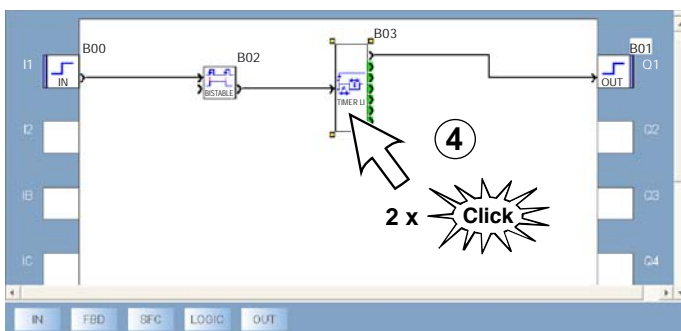 B03
B00
B01
B02
I1
IN
BISTABLE
TIMER LI
OUT
Q1
I2
4
Q2
IB
2 x Click
Q3
IC
Q4
IN FBD SFC LOGIC OUT